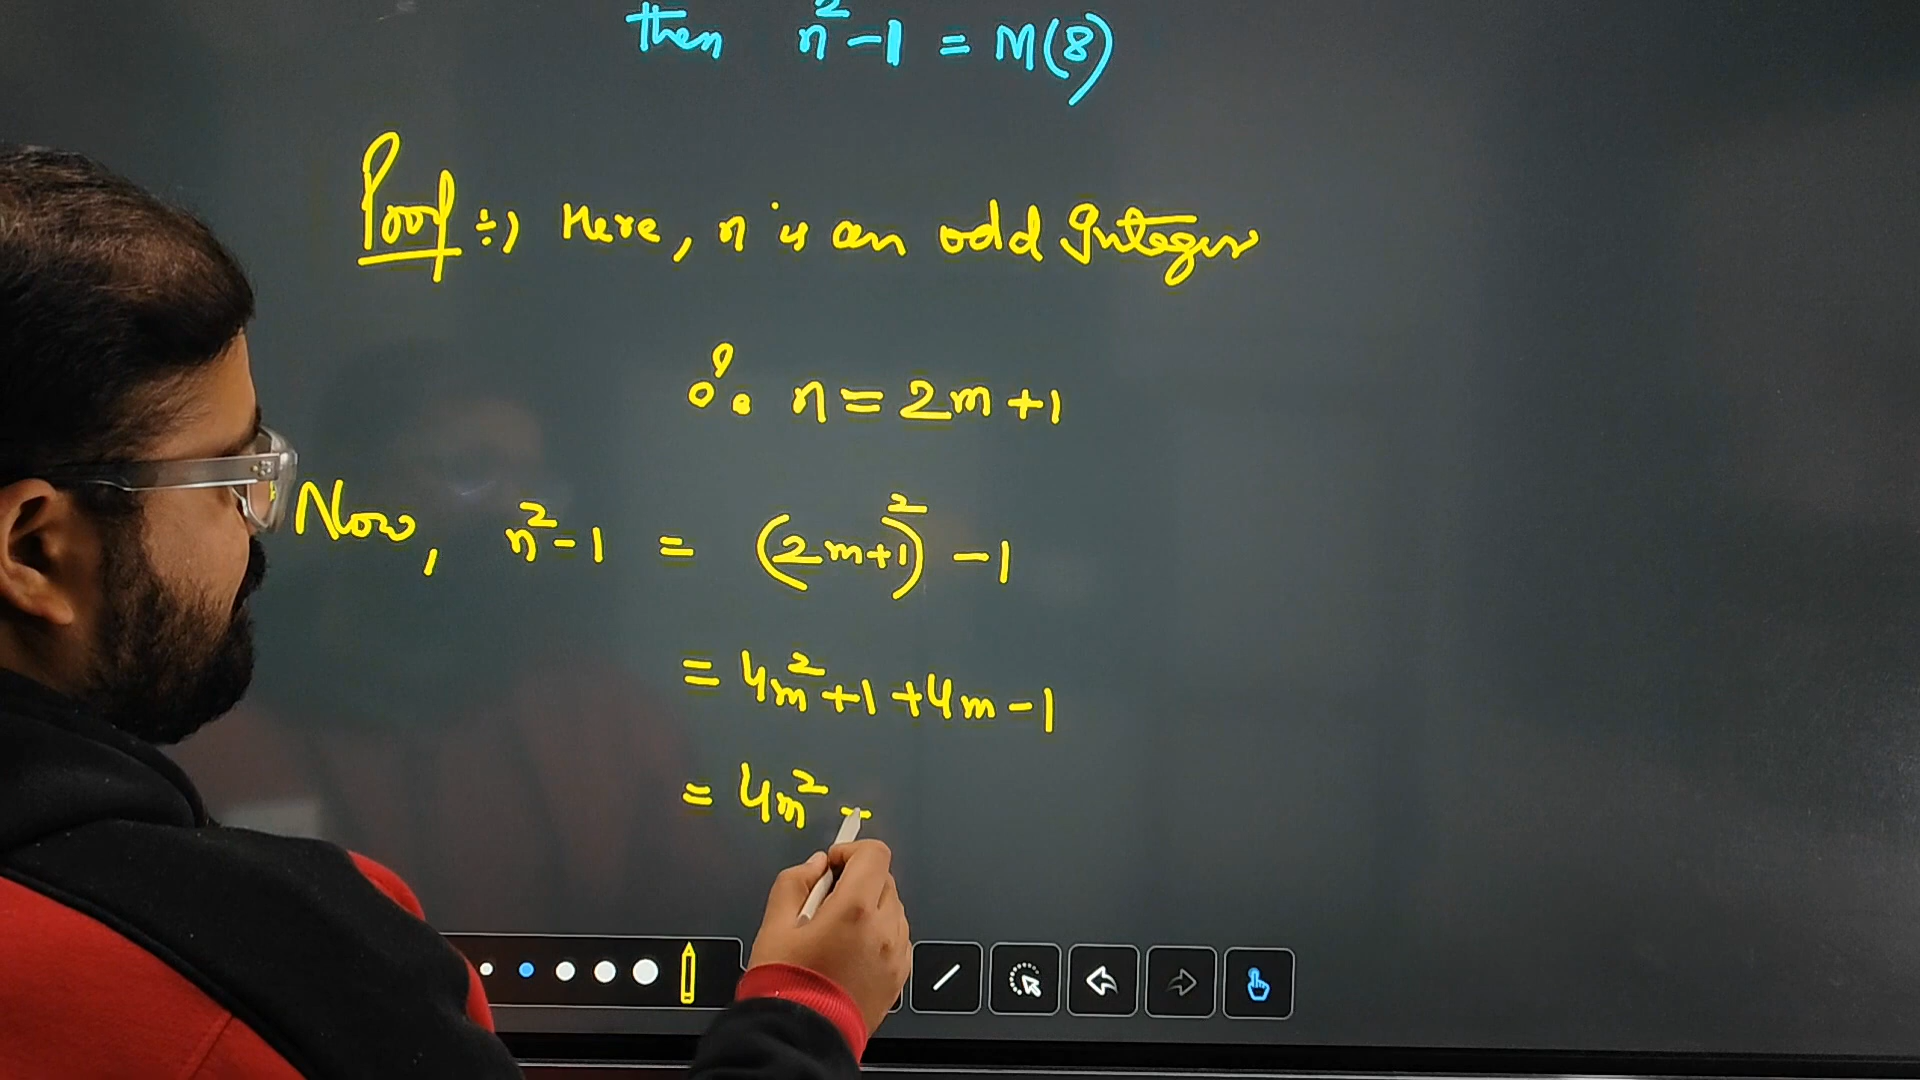 then n²-1 = M(8)
Proof :→ Here, n is an odd Integer
∴ n = 2m+1
Now, n²-1 = (2m+1)² -1
= 4m²+1+4m-1
= 4m²